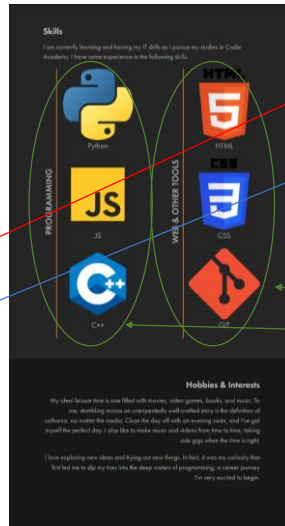 Skills
I am currently learning and honing my IT skills as I pursue my studies in Coder
Academy. I have some experience in the following skills.
HTML
5
Python
HTML
PROGRAMMING
WEB & OTHER TOOLS
JS
CSS
3
JS
CSS
C++
C++
GIT
Hobbies & Interests
My ideal leisure time is one filled with movies, video games, books, and music. To
me, stumbling across an unexpectedly well-crafted story is the definition of
catharsis, no matter the media. Close the day off with an evening swim, and I've got
myself the perfect day. I also like to make music and videos from time to time, taking
side gigs when the time is right.
I love exploring new ideas and trying out new things. In fact, it was my curiosity that
first led me to dip my toes into the deep waters of programming; a career journey
I'm very excited to begin.